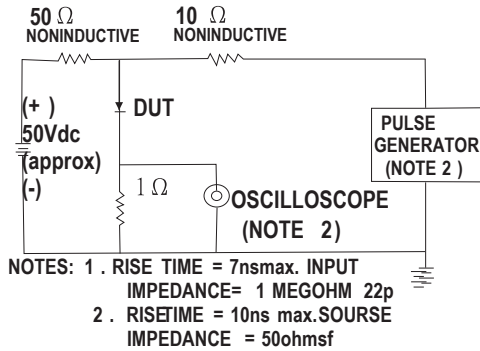 50 Ω
NONINDUCTIVE
10 Ω
NONINDUCTIVE
(+ )
50Vdc
(approx)
(-)
DUT
1Ω
PULSE
GENERATOR
(NOTE 2 )
OSCILLOSCOPE
(NOTE 2)
NOTES: 1 . RISE TIME = 7nsmax. INPUT
IMPEDANCE= 1 MEGOHM 22p
2 . RISETIME = 10ns max.SOURSE
IMPEDANCE = 50ohmsf